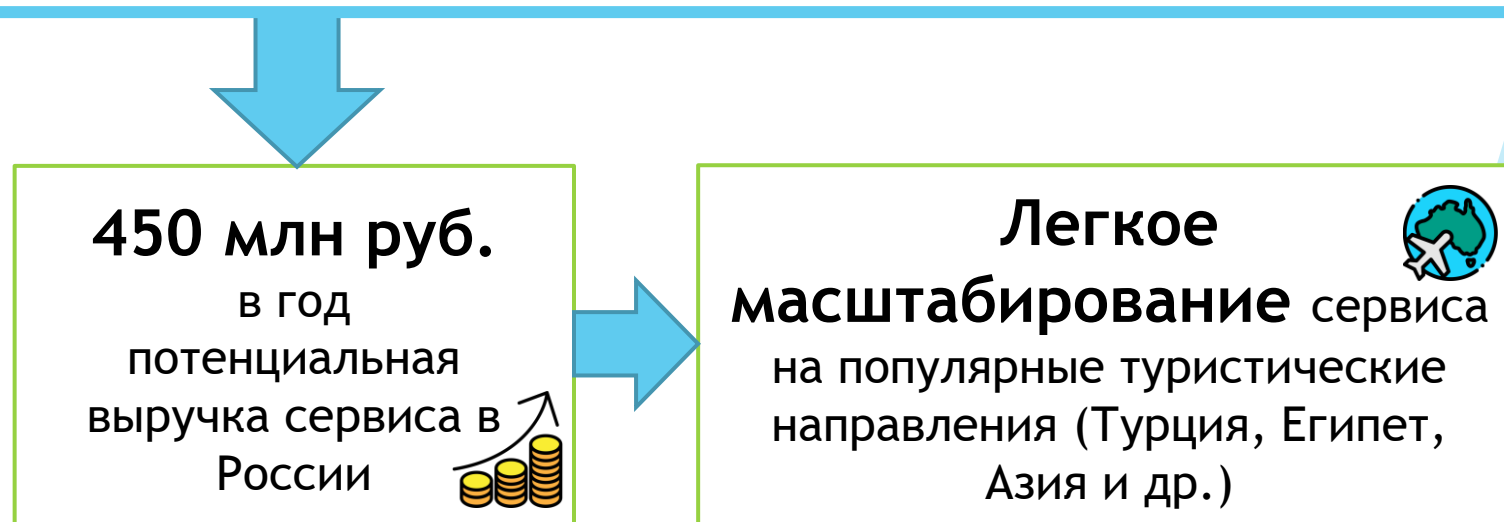 450 млн руб.
в год
потенциальная
выручка сервиса в
России
Легкое
масштабирование сервиса
на популярные туристические
направления (Турция, Египет,
Азия и др.)